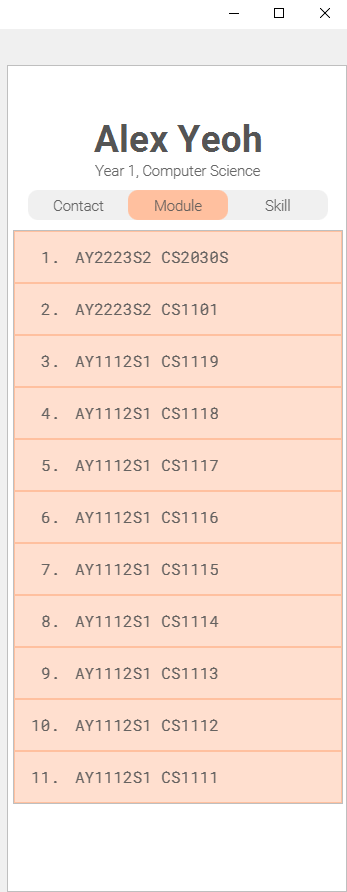 Alex Yeoh
Year 1, Computer Science
Contact Module Skill
1. AY2223S2 CS2030S
2. AY2223S2 CS1101
3. AY1112S1 CS1119
4. AY1112S1 CS1118
5. AY1112S1 CS1117
6. AY1112S1 CS1116
7. AY1112S1 CS1115
8. AY1112S1 CS1114
9. AY1112S1 CS1113
10. AY1112S1 CS1112
11. AY1112S1 CS1111